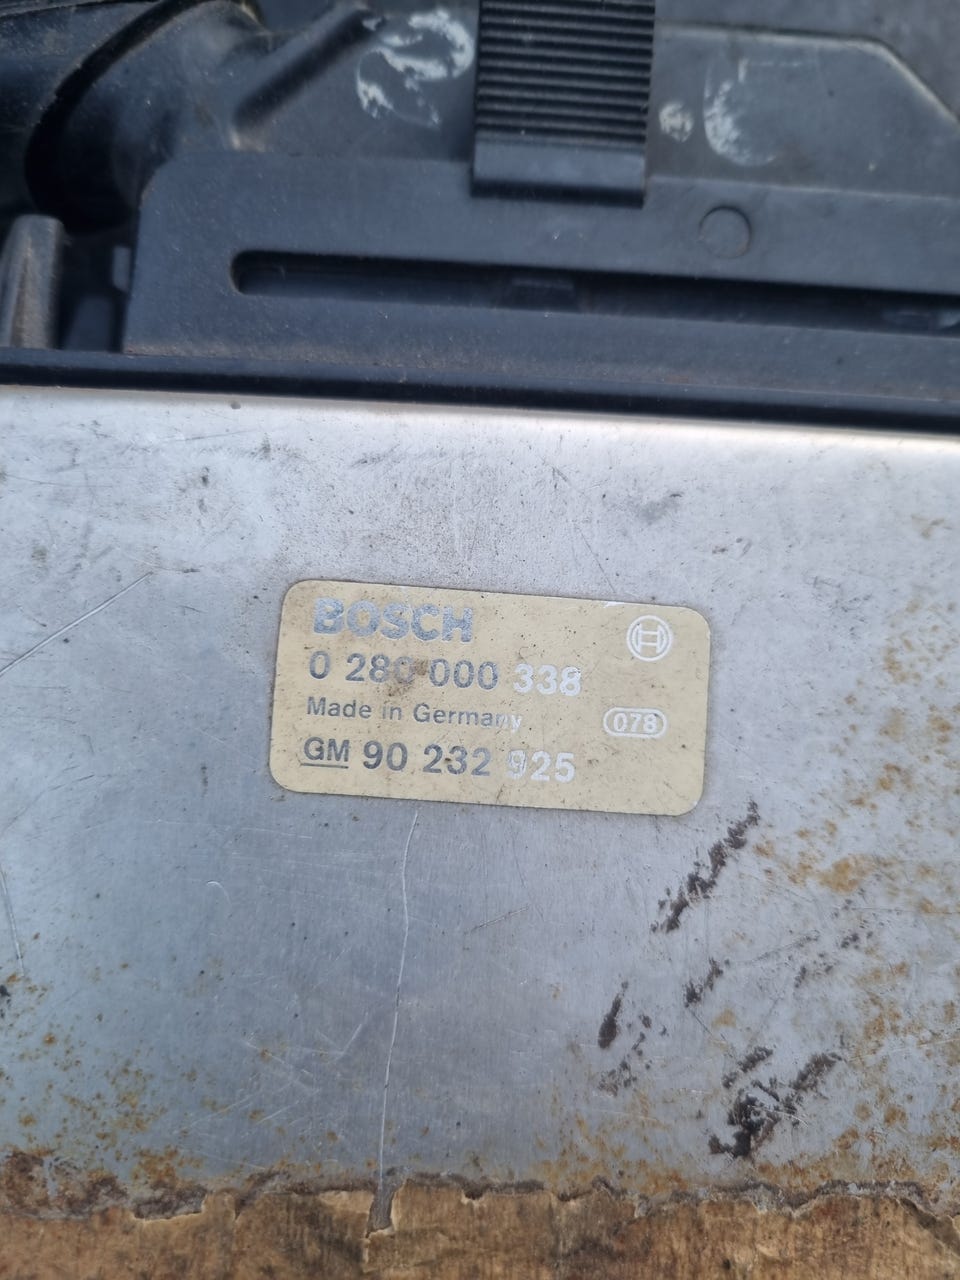 BOSCH
0 280 000 338
Made in Germany 078
GM 90 232 925